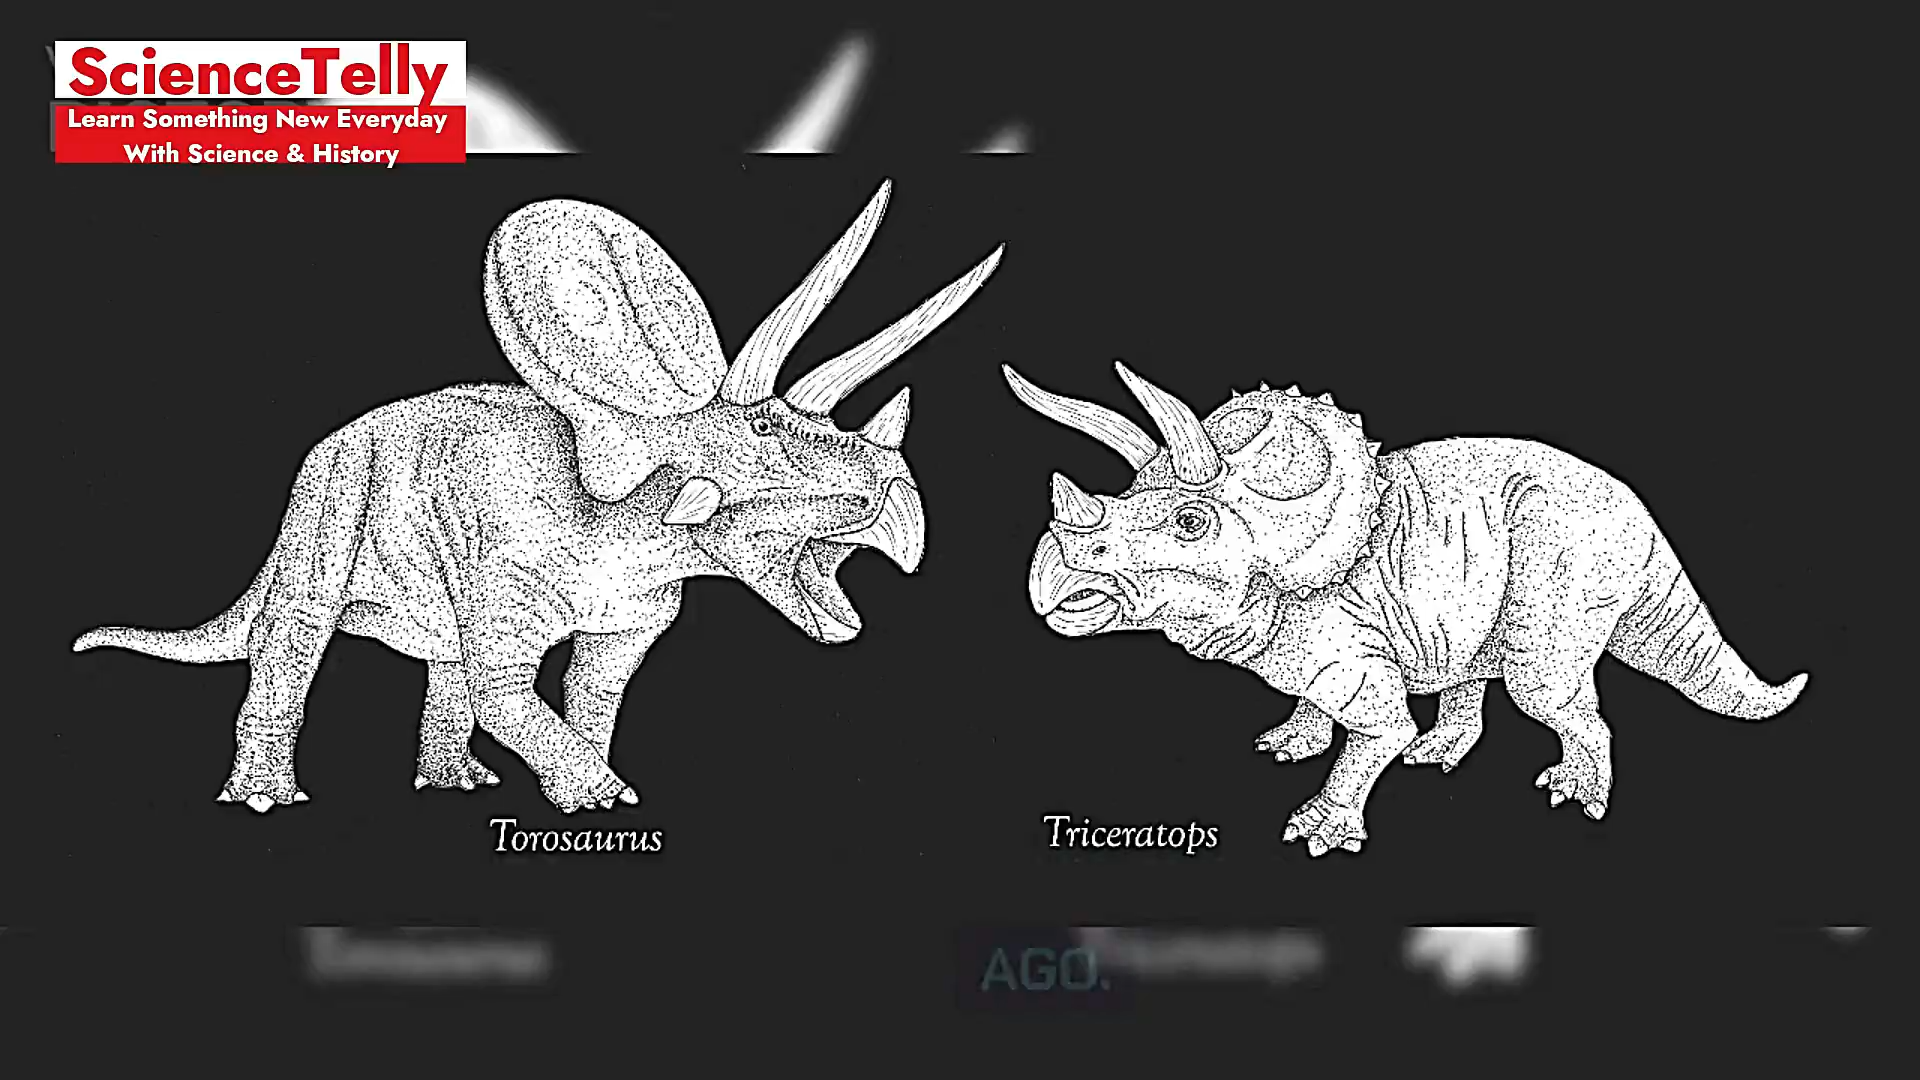 ScienceTelly
Learn Something New Everyday
With Science & History
Torosaurus
Triceratops
AGO.